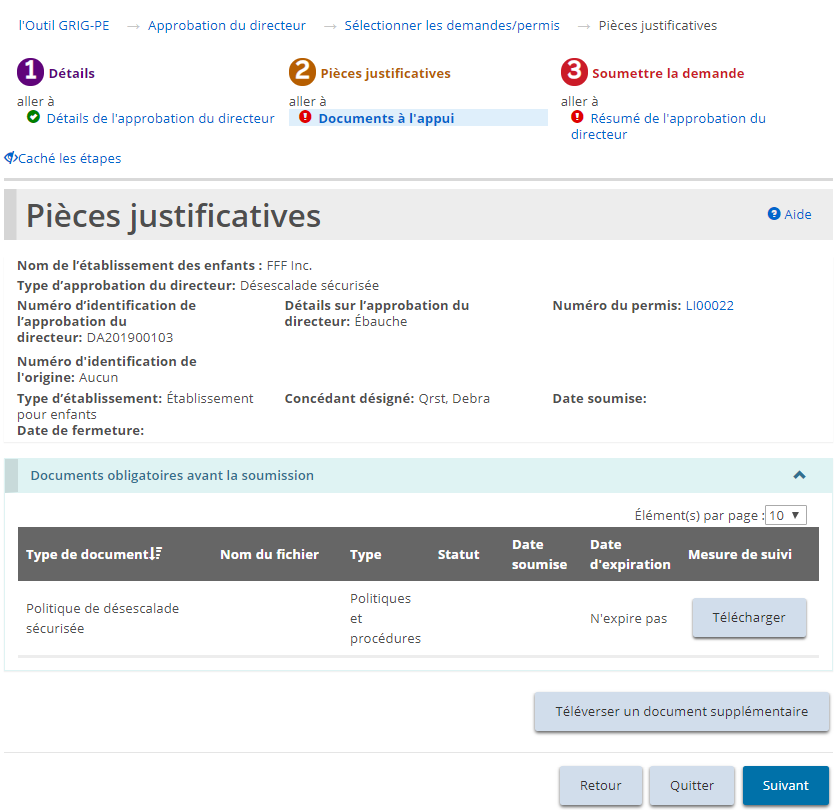 l'Outil GRIG-PE → Approbation du directeur → Sélectionner les demandes/permis → Pièces justificatives
1 Détails
aller à
Détails de l'approbation du directeur
2 Pièces justificatives
aller à
Documents à l'appui
3 Soumettre la demande
aller à
Résumé de l'approbation du
directeur
Caché les étapes
Pièces justificatives
Aide
Nom de l’établissement des enfants : FFF Inc.
Type d’approbation du directeur: Désescalade sécurisée
Numéro d’identification de
l’approbation du
directeur: DA201900103
Détails sur l’approbation du
directeur: Ébauche
Numéro du permis: LI00022
Numéro d'identification de
l'origine: Aucun
Type d’établissement: Établissement
pour enfants
Concédant désigné: Qrst, Debra
Date soumise:
Date de fermeture:
Documents obligatoires avant la soumission
Élément(s) par page : 10
Type de document
Nom du fichier
Type
Statut
Date
soumise
Date
d'expiration
Mesure de suivi
Politique de désescalade
sécurisée
Politiques
et
procédures
N'expire pas
Télécharger
Téléverser un document supplémentaire
Retour
Quitter
Suivant